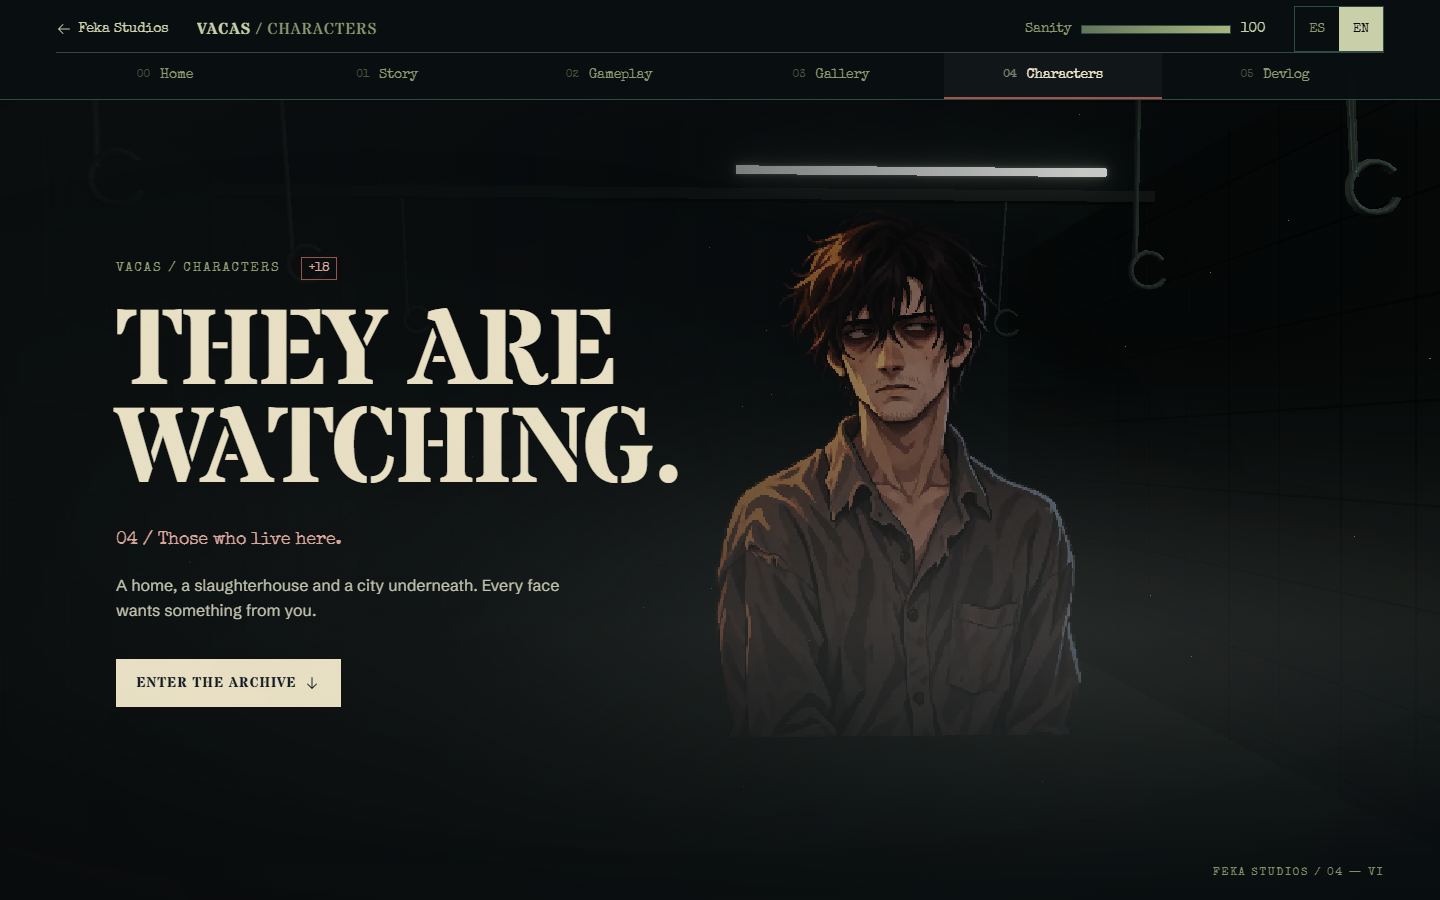 ← Feka Studios
VACAS / CHARACTERS
Sanity 100
ES EN
00 Home
01 Story
02 Gameplay
03 Gallery
04 Characters
05 Devlog
VACAS / CHARACTERS +18
THEY ARE
WATCHING.
04 / Those who live here.
A home, a slaughterhouse and a city underneath. Every face
wants something from you.
ENTER THE ARCHIVE ↓
FEKA STUDIOS / 04 — VI